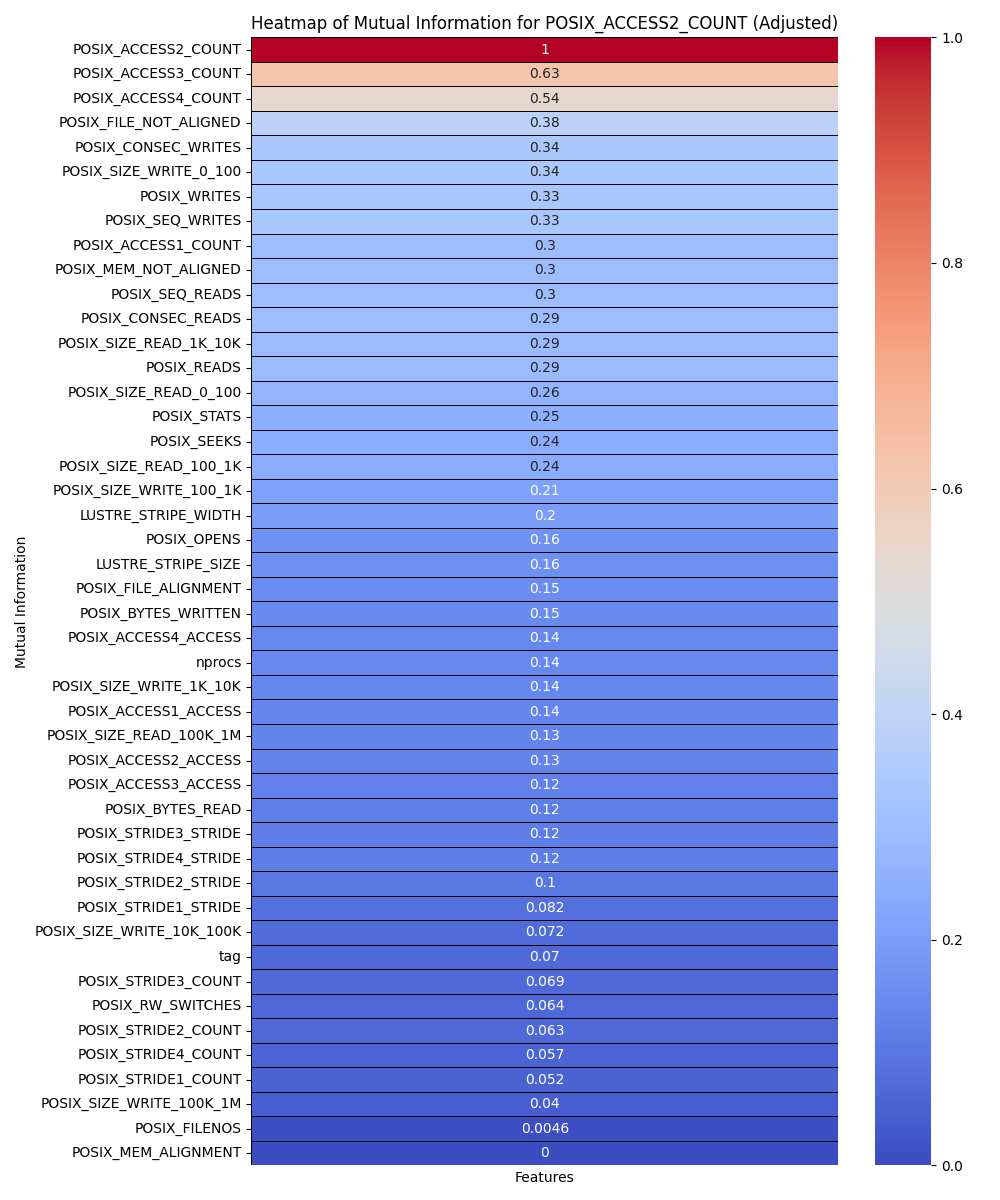 Heatmap of Mutual Information for POSIX_ACCESS2_COUNT (Adjusted)
POSIX_ACCESS2_COUNT 1
POSIX_ACCESS3_COUNT 0.63
POSIX_ACCESS4_COUNT 0.54
POSIX_FILE_NOT_ALIGNED 0.38
POSIX_CONSEC_WRITES 0.34
POSIX_SIZE_WRITE_0_100 0.34
POSIX_WRITES 0.33
POSIX_SEQ_WRITES 0.33
POSIX_ACCESS1_COUNT 0.3
POSIX_MEM_NOT_ALIGNED 0.3
POSIX_SEQ_READS 0.3
POSIX_CONSEC_READS 0.29
POSIX_SIZE_READ_1K_10K 0.29
POSIX_READS 0.29
POSIX_SIZE_READ_0_100 0.26
POSIX_STATS 0.25
POSIX_SEEKS 0.24
POSIX_SIZE_READ_100_1K 0.24
POSIX_SIZE_WRITE_100_1K 0.21
LUSTRE_STRIPE_WIDTH 0.2
POSIX_OPENS 0.16
LUSTRE_STRIPE_SIZE 0.16
POSIX_FILE_ALIGNMENT 0.15
POSIX_BYTES_WRITTEN 0.15
POSIX_ACCESS4_ACCESS 0.14
nprocs 0.14
POSIX_SIZE_WRITE_1K_10K 0.14
POSIX_ACCESS1_ACCESS 0.14
POSIX_SIZE_READ_100K_1M 0.13
POSIX_ACCESS2_ACCESS 0.13
POSIX_ACCESS3_ACCESS 0.12
POSIX_BYTES_READ 0.12
POSIX_STRIDE3_STRIDE 0.12
POSIX_STRIDE4_STRIDE 0.12
POSIX_STRIDE2_STRIDE 0.1
POSIX_STRIDE1_STRIDE 0.082
POSIX_SIZE_WRITE_10K_100K 0.072
tag 0.07
POSIX_STRIDE3_COUNT 0.069
POSIX_RW_SWITCHES 0.064
POSIX_STRIDE2_COUNT 0.063
POSIX_STRIDE4_COUNT 0.057
POSIX_STRIDE1_COUNT 0.052
POSIX_SIZE_WRITE_100K_1M 0.04
POSIX_FILENOS 0.0046
POSIX_MEM_ALIGNMENT 0
Mutual Information
Features
1.0
0.8
0.6
0.4
0.2
0.0